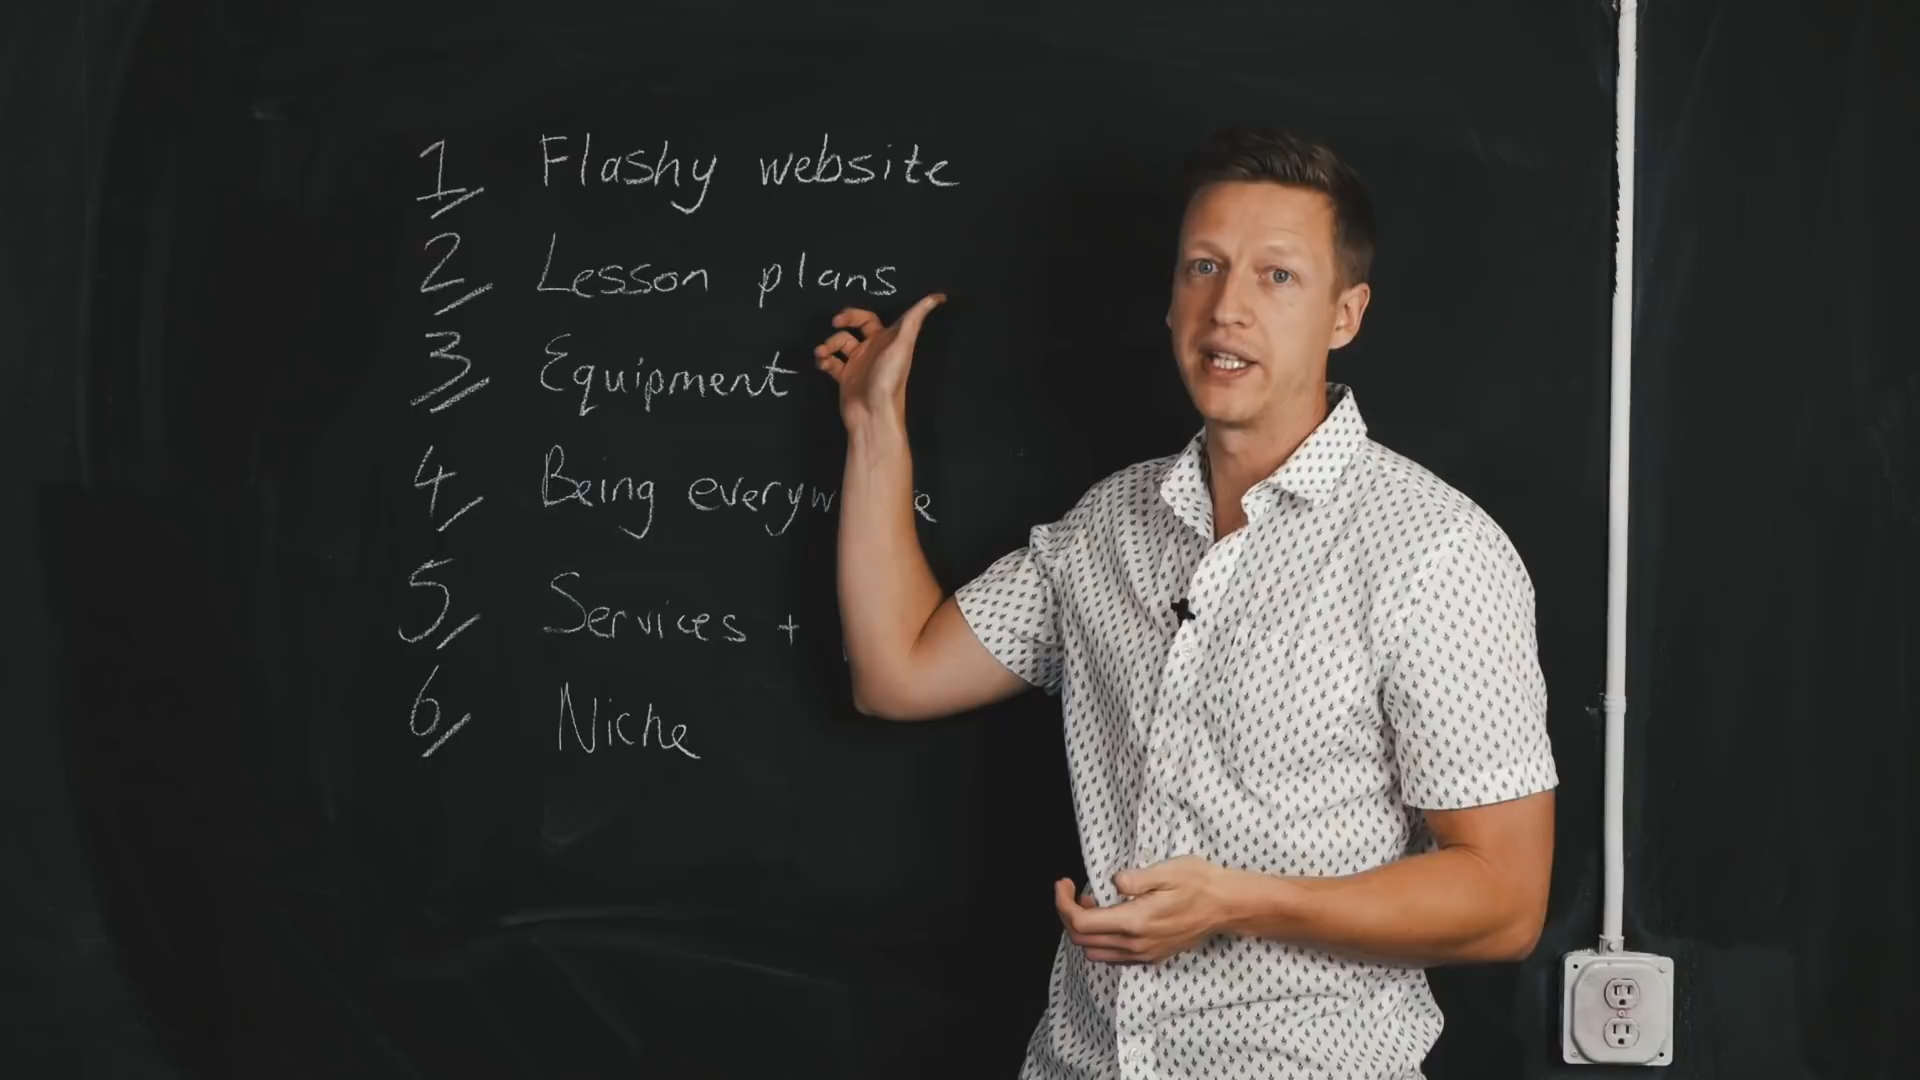 1 Flashy website
2 Lesson plans
3 Equipment
4 Being
5 Services +
6 Niche